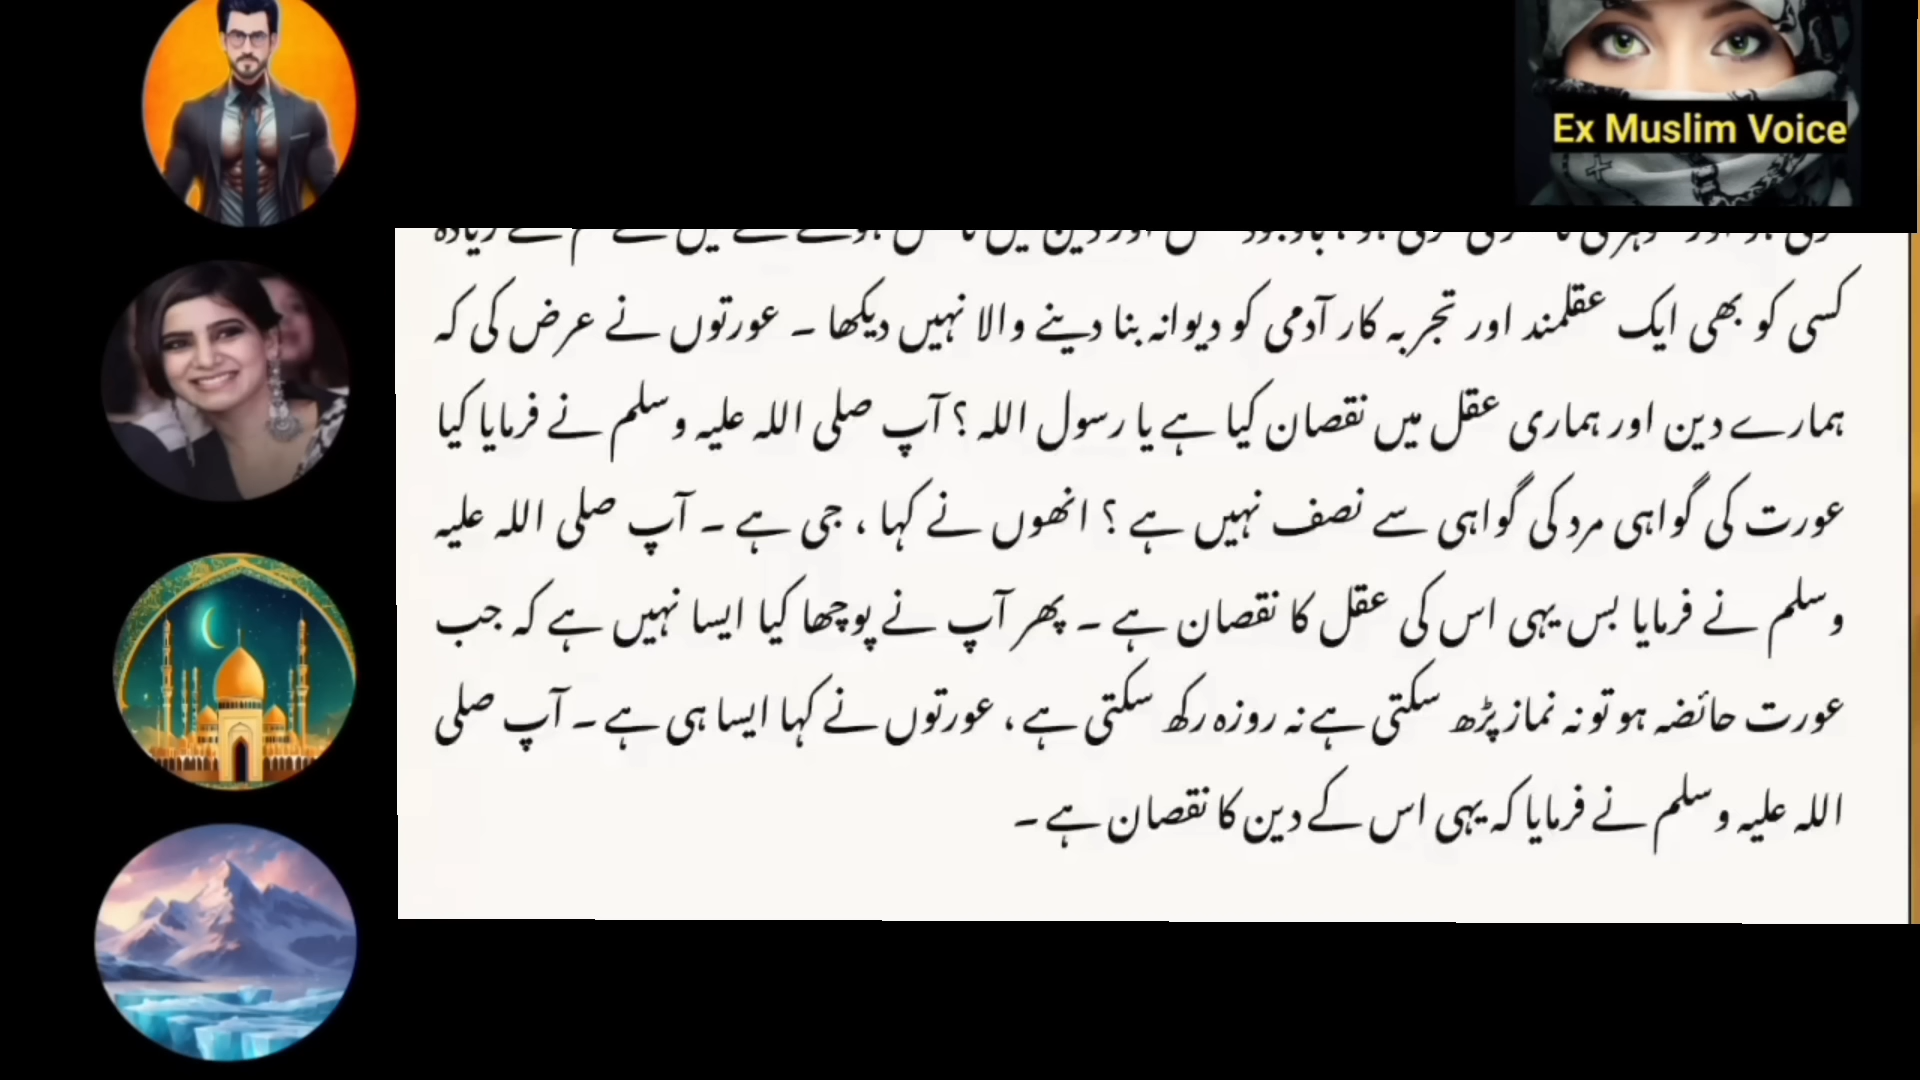 Ex Muslim Voice
کسی کو بھی ایک عقلمند اور تجربہ کار آدمی کو دیوانہ بنا دینے والا نہیں دیکھا ۔ عورتوں نے عرض کی کہ
ہمارے دین اور ہماری عقل میں نقصان کیا ہے یا رسول اللہ ؟ آپ صلی اللہ علیہ وسلم نے فرمایا کیا
عورت کی گواہی مرد کی گواہی سے نصف نہیں ہے ؟ انھوں نے کہا ، جی ہے ۔ آپ صلی اللہ علیہ
وسلم نے فرمایا بس یہی اس کی عقل کا نقصان ہے ۔ پھر آپ نے پوچھا کیا ایسا نہیں ہے کہ جب
عورت حائضہ ہو تو نہ نماز پڑھ سکتی ہے نہ روزہ رکھ سکتی ہے ، عورتوں نے کہا ایسا ہی ہے ۔ آپ صلی
اللہ علیہ وسلم نے فرمایا کہ یہی اس کے دین کا نقصان ہے ۔